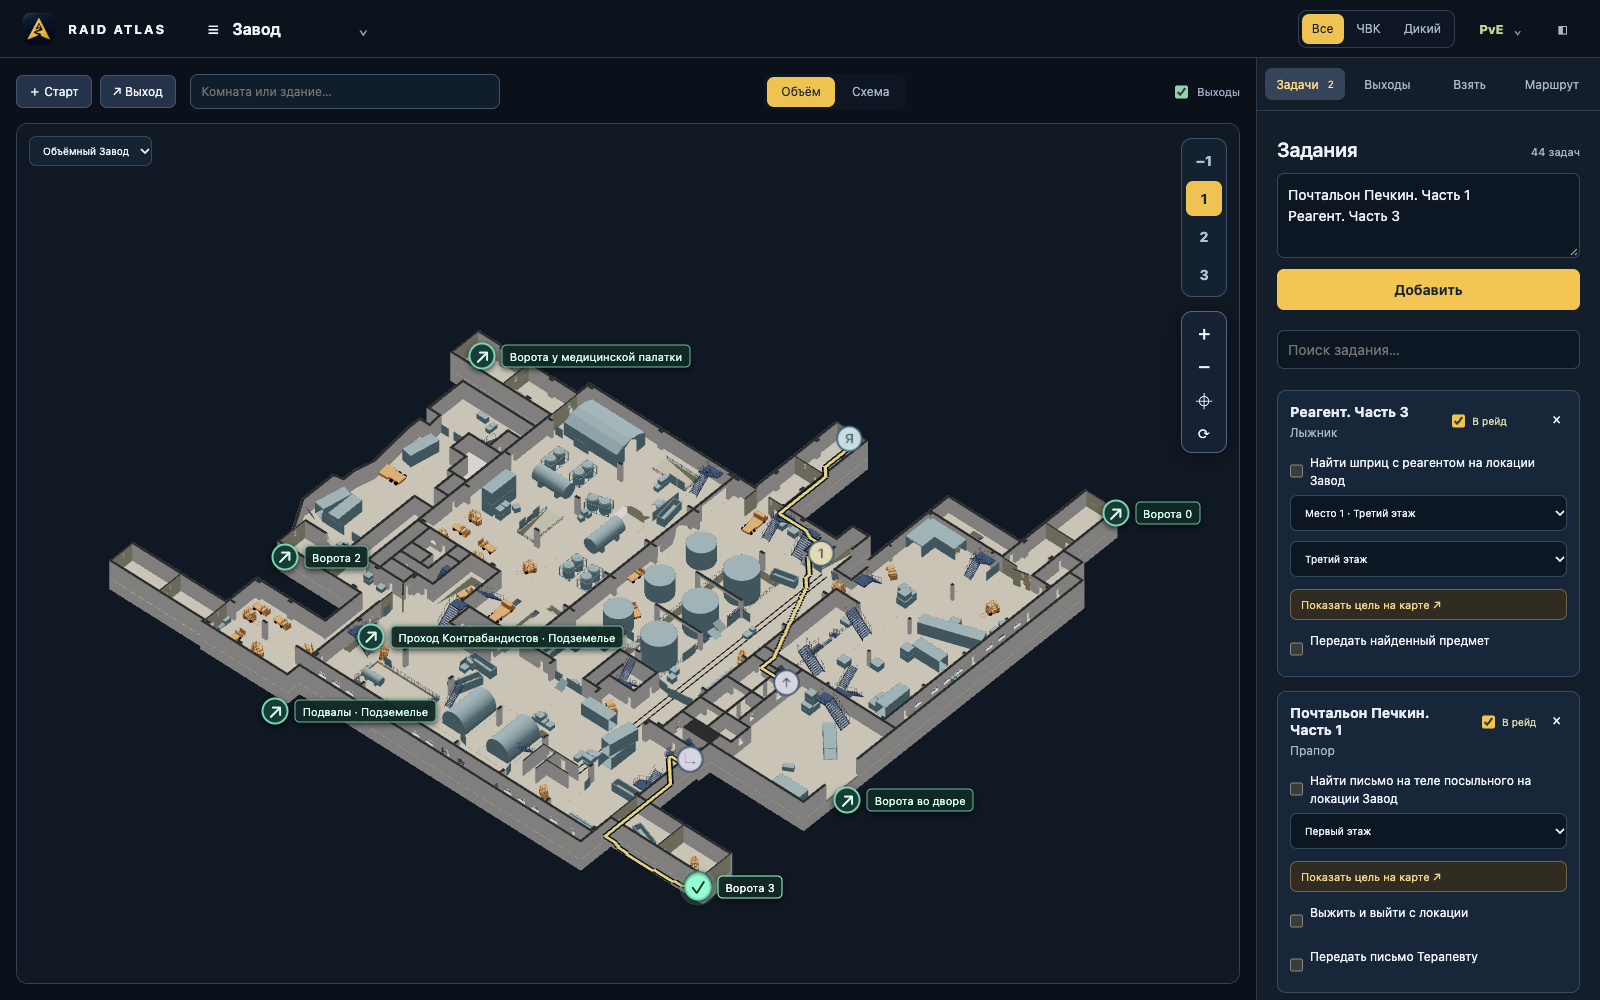 RAID ATLAS
Завод
Все
ЧВК
Дикий
PvE
+ Старт
↗ Выход
Комната или здание...
Объём
Схема
Выходы
Задачи 2
Выходы
Взять
Маршрут
Объёмный Завод
−1
1
2
3
+
−
Ворота у медицинской палатки
Я
Ворота 0
1
Ворота 2
Проход Контрабандистов · Подземелье
Подвалы · Подземелье
Ворота во дворе
Ворота 3
Задания
44 задач
Почтальон Печкин. Часть 1
Реагент. Часть 3
Добавить
Поиск задания...
Реагент. Часть 3
В рейд
×
Лыжник
Найти шприц с реагентом на локации
Завод
Место 1 · Третий этаж
Третий этаж
Показать цель на карте ↗
Передать найденный предмет
Почтальон Печкин.
Часть 1
В рейд
×
Прапор
Найти письмо на теле посыльного на
локации Завод
Первый этаж
Показать цель на карте ↗
Выжить и выйти с локации
Передать письмо Терапевту